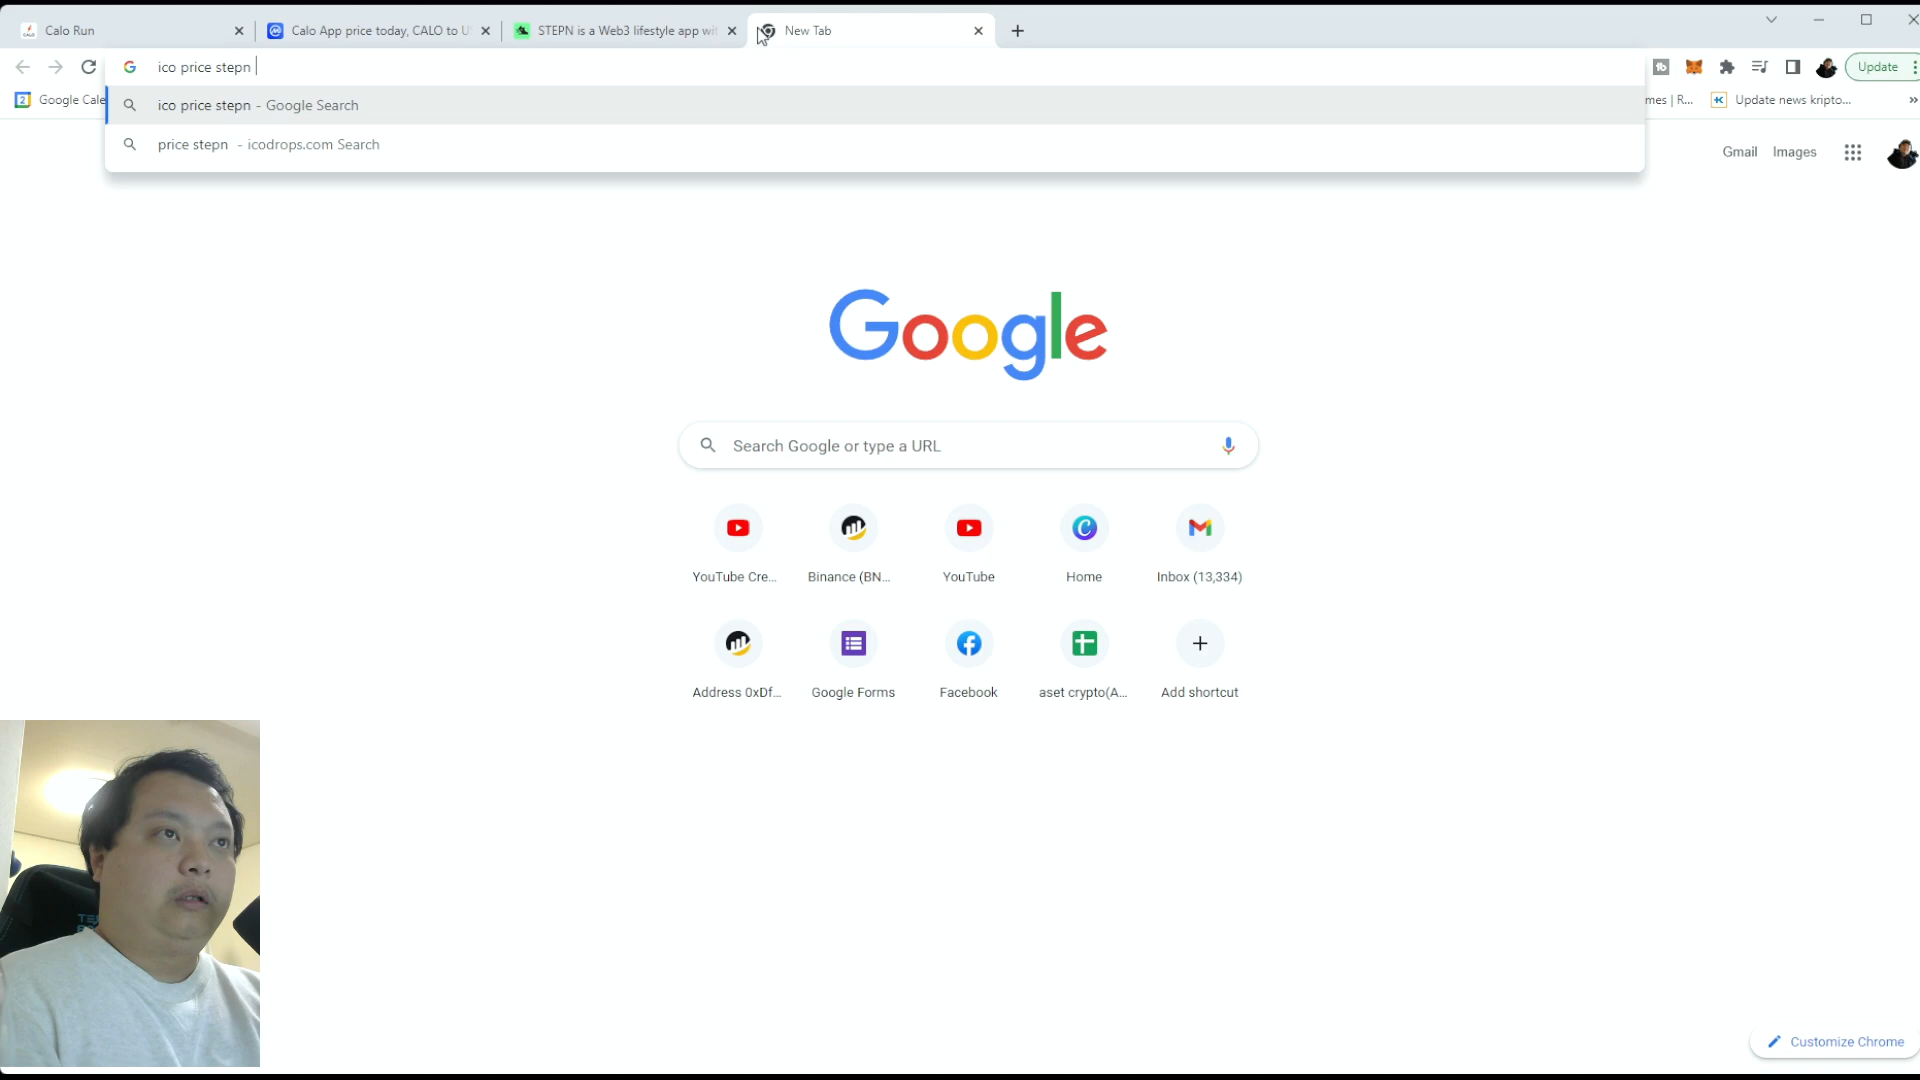 Calo Run
Calo App price today, CALO to U
STEPN is a Web3 lifestyle app wit
New Tab
ico price stepn
Update
2
Google Cale
mes | R...
Update news kripto...
»
ico price stepn - Google Search
price stepn - icodrops.com Search
Gmail
Images
Google
Search Google or type a URL
YouTube Cre...
Binance (BN...
YouTube
Home
Inbox (13,334)
Address 0xDf...
Google Forms
Facebook
aset crypto(A...
Add shortcut
Customize Chrome